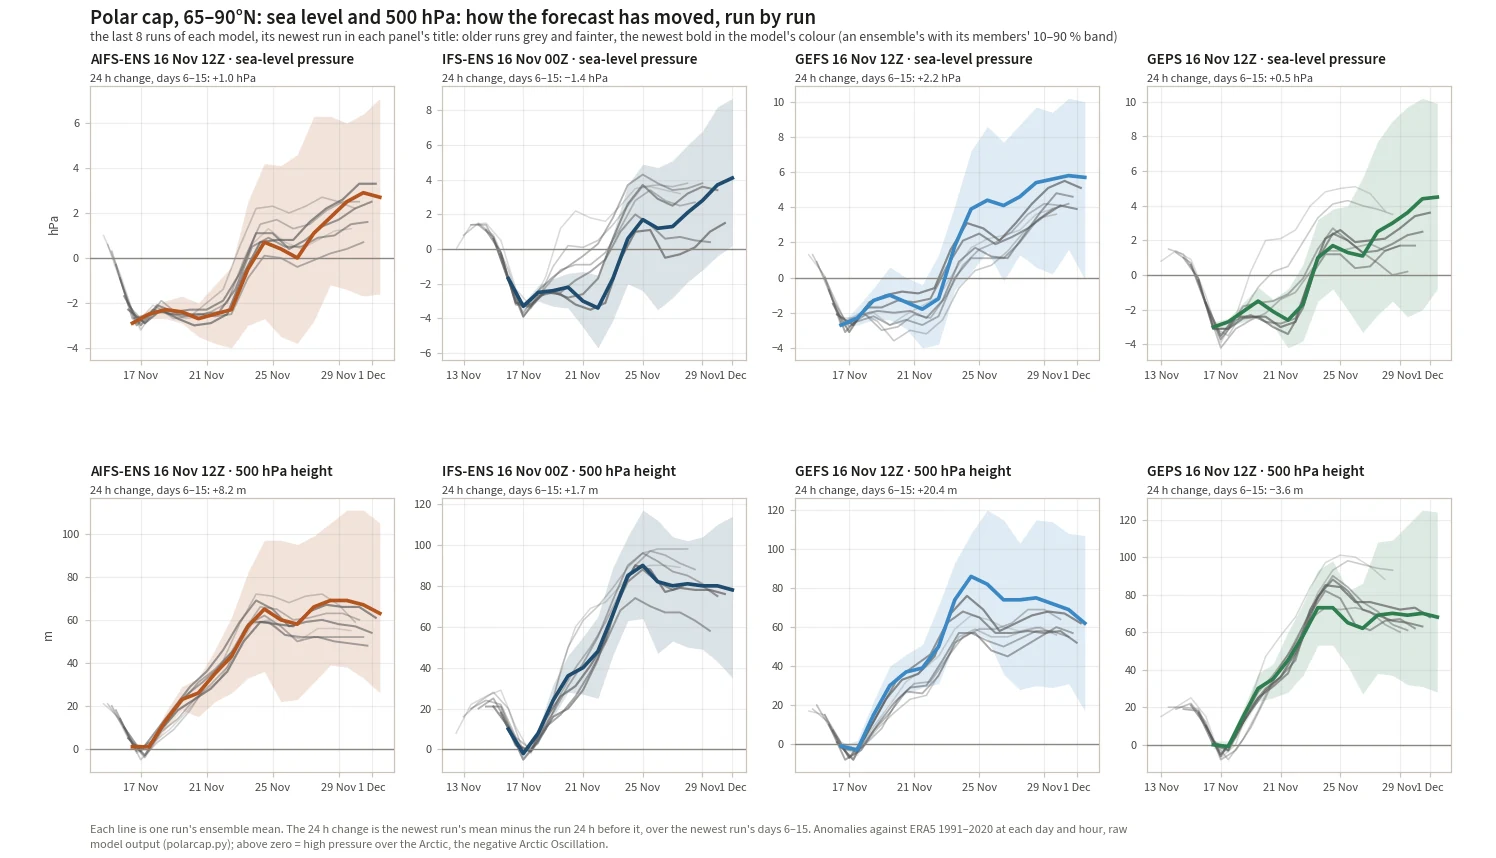 Polar cap, 65–90°N: sea level and 500 hPa: how the forecast has moved, run by run
the last 8 runs of each model, its newest run in each panel's title: older runs grey and fainter, the newest bold in the model's colour (an ensemble's with its members' 10–90 % band)
AIFS-ENS 16 Nov 12Z · sea-level pressure
24 h change, days 6–15: +1.0 hPa
hPa
6
4
2
0
−2
−4
17 Nov 21 Nov 25 Nov 29 Nov 1 Dec
IFS-ENS 16 Nov 00Z · sea-level pressure
24 h change, days 6–15: −1.4 hPa
8
6
4
2
0
−2
−4
−6
13 Nov 17 Nov 21 Nov 25 Nov 29 Nov 1 Dec
GEFS 16 Nov 12Z · sea-level pressure
24 h change, days 6–15: +2.2 hPa
10
8
6
4
2
0
−2
−4
17 Nov 21 Nov 25 Nov 29 Nov 1 Dec
GEPS 16 Nov 12Z · sea-level pressure
24 h change, days 6–15: +0.5 hPa
10
8
6
4
2
0
−2
−4
13 Nov 17 Nov 21 Nov 25 Nov 29 Nov 1 Dec
AIFS-ENS 16 Nov 12Z · 500 hPa height
24 h change, days 6–15: +8.2 m
m
100
80
60
40
20
0
17 Nov 21 Nov 25 Nov 29 Nov 1 Dec
IFS-ENS 16 Nov 00Z · 500 hPa height
24 h change, days 6–15: +1.7 m
120
100
80
60
40
20
0
13 Nov 17 Nov 21 Nov 25 Nov 29 Nov 1 Dec
GEFS 16 Nov 12Z · 500 hPa height
24 h change, days 6–15: +20.4 m
120
100
80
60
40
20
0
17 Nov 21 Nov 25 Nov 29 Nov 1 Dec
GEPS 16 Nov 12Z · 500 hPa height
24 h change, days 6–15: −3.6 m
120
100
80
60
40
20
0
13 Nov 17 Nov 21 Nov 25 Nov 29 Nov 1 Dec
Each line is one run's ensemble mean. The 24 h change is the newest run's mean minus the run 24 h before it, over the newest run's days 6–15. Anomalies against ERA5 1991–2020 at each day and hour, raw
model output (polarcap.py); above zero = high pressure over the Arctic, the negative Arctic Oscillation.